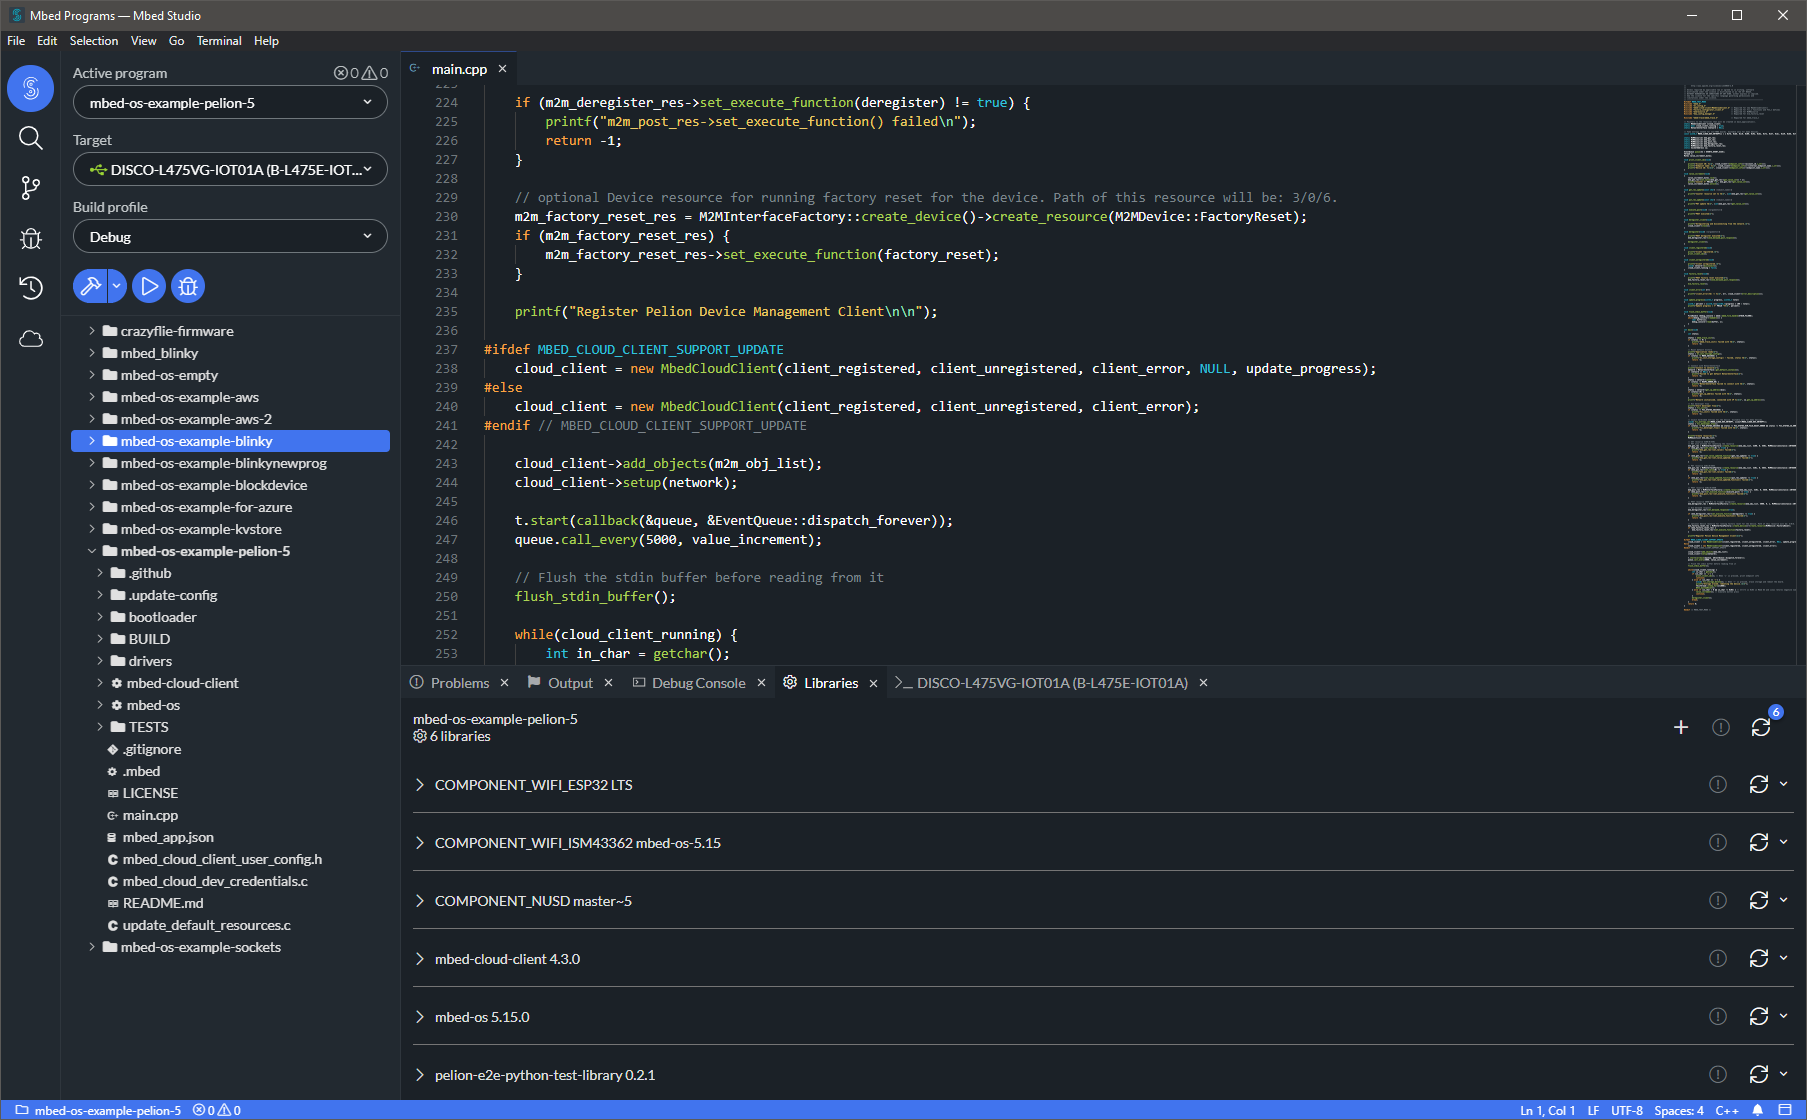 Mbed Programs — Mbed Studio
File Edit Selection View Go Terminal Help
Active program
0 0
mbed-os-example-pelion-5
Target
DISCO-L475VG-IOT01A (B-L475E-IOT...
Build profile
Debug
crazyflie-firmware
mbed_blinky
mbed-os-empty
mbed-os-example-aws
mbed-os-example-aws-2
mbed-os-example-blinky
mbed-os-example-blinkynewprog
mbed-os-example-blockdevice
mbed-os-example-for-azure
mbed-os-example-kvstore
mbed-os-example-pelion-5
.github
.update-config
bootloader
BUILD
drivers
mbed-cloud-client
mbed-os
TESTS
.gitignore
.mbed
LICENSE
main.cpp
mbed_app.json
mbed_cloud_client_user_config.h
mbed_cloud_dev_credentials.c
README.md
update_default_resources.c
mbed-os-example-sockets
main.cpp
223
224 if (m2m_deregister_res->set_execute_function(deregister) != true) {
225 printf("m2m_post_res->set_execute_function() failed\n");
226 return -1;
227 }
228
229 // optional Device resource for running factory reset for the device. Path of this resource will be: 3/0/6.
230 m2m_factory_reset_res = M2MInterfaceFactory::create_device()->create_resource(M2MDevice::FactoryReset);
231 if (m2m_factory_reset_res) {
232 m2m_factory_reset_res->set_execute_function(factory_reset);
233 }
234
235 printf("Register Pelion Device Management Client\n\n");
236
237 #ifdef MBED_CLOUD_CLIENT_SUPPORT_UPDATE
238 cloud_client = new MbedCloudClient(client_registered, client_unregistered, client_error, NULL, update_progress);
239 #else
240 cloud_client = new MbedCloudClient(client_registered, client_unregistered, client_error);
241 #endif // MBED_CLOUD_CLIENT_SUPPORT_UPDATE
242
243 cloud_client->add_objects(m2m_obj_list);
244 cloud_client->setup(network);
245
246 t.start(callback(&queue, &EventQueue::dispatch_forever));
247 queue.call_every(5000, value_increment);
248
249 // Flush the stdin buffer before reading from it
250 flush_stdin_buffer();
251
252 while(cloud_client_running) {
253 int in_char = getchar();
Problems Output Debug Console Libraries DISCO-L475VG-IOT01A (B-L475E-IOT01A)
mbed-os-example-pelion-5
6 libraries
6
COMPONENT_WIFI_ESP32 LTS
COMPONENT_WIFI_ISM43362 mbed-os-5.15
COMPONENT_NUSD master~5
mbed-cloud-client 4.3.0
mbed-os 5.15.0
pelion-e2e-python-test-library 0.2.1
mbed-os-example-pelion-5 0 0 Ln 1, Col 1 LF UTF-8 Spaces: 4 C++